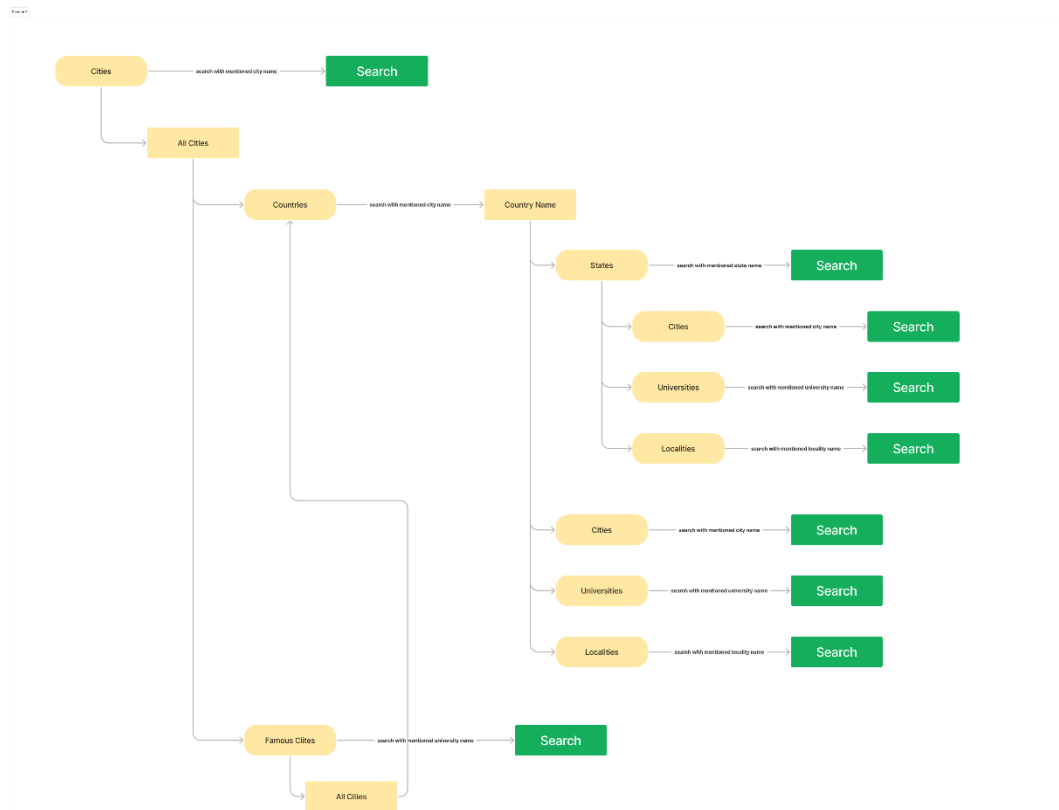 Cities
search with mentioned city name
Search
All Cities
Countries
search with mentioned city name
Country Name
States
search with mentioned state name
Search
Cities
search with mentioned city name
Search
Universities
search with mentioned university name
Search
Localities
search with mentioned locality name
Search
Cities
search with mentioned city name
Search
Universities
search with mentioned university name
Search
Localities
search with mentioned locality name
Search
Famous Ciites
search with mentioned university name
Search
All Cities